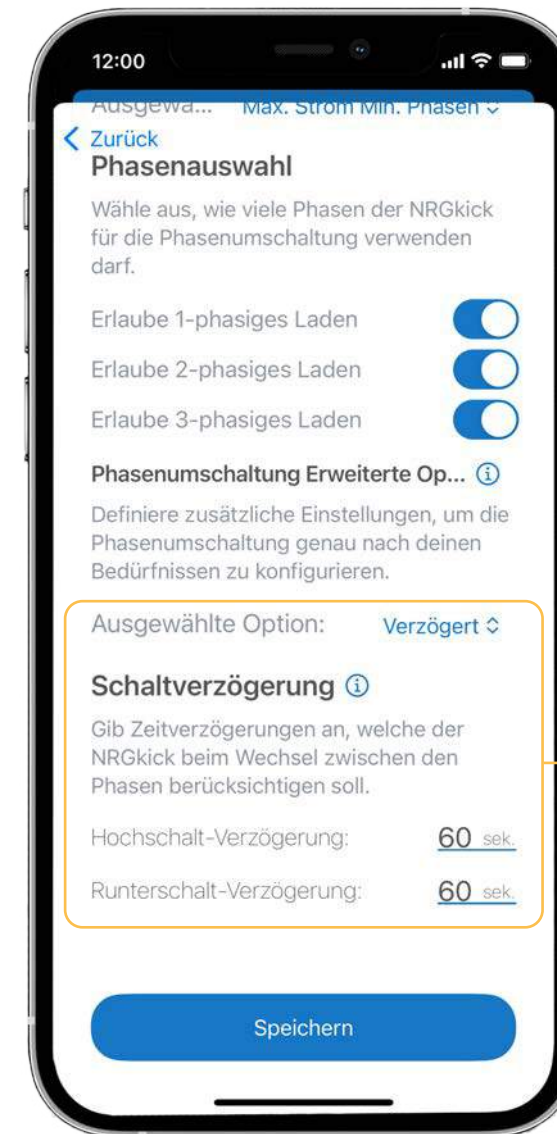 12:00
Ausgewä... Max. Strom Min. Phasen
Zurück
Phasenauswahl
Wähle aus, wie viele Phasen der NRGkick
für die Phasenumschaltung verwenden
darf.
Erlaube 1-phasiges Laden
Erlaube 2-phasiges Laden
Erlaube 3-phasiges Laden
Phasenumschaltung Erweiterte Op...
Definiere zusätzliche Einstellungen, um die
Phasenumschaltung genau nach deinen
Bedürfnissen zu konfigurieren.
Ausgewählte Option: Verzögert
Schaltverzögerung
Gib Zeitverzögerungen an, welche der
NRGkick beim Wechsel zwischen den
Phasen berücksichtigen soll.
Hochschalt-Verzögerung: 60 sek.
Runterschalt-Verzögerung: 60 sek.
Speichern